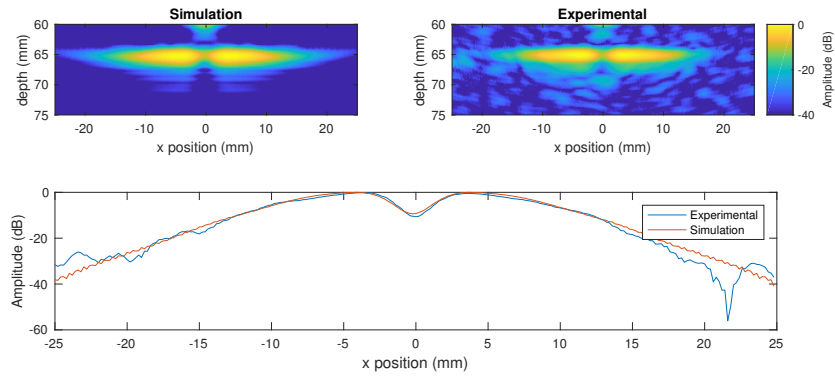 Simulation
60
65
70
75
depth (mm)
-20 -10 0 10 20
x position (mm)
Experimental
60
65
70
75
depth (mm)
-20 -10 0 10 20
x position (mm)
0
-20
-40
Amplitude (dB)
0
-20
-40
-60
Amplitude (dB)
Experimental
Simulation
-25 -20 -15 -10 -5 0 5 10 15 20 25
x position (mm)